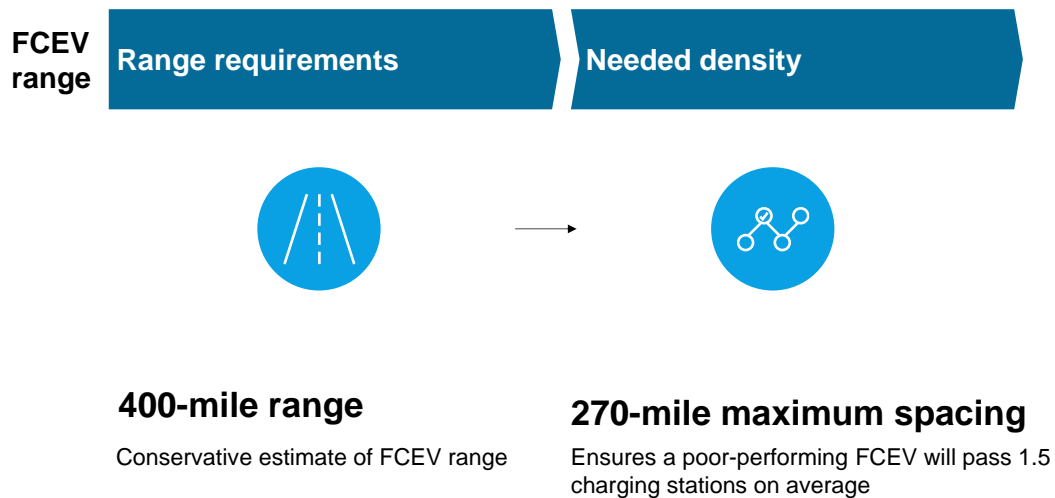 FCEV
range
Range requirements
Needed density
400-mile range
Conservative estimate of FCEV range
270-mile maximum spacing
Ensures a poor-performing FCEV will pass 1.5
charging stations on average